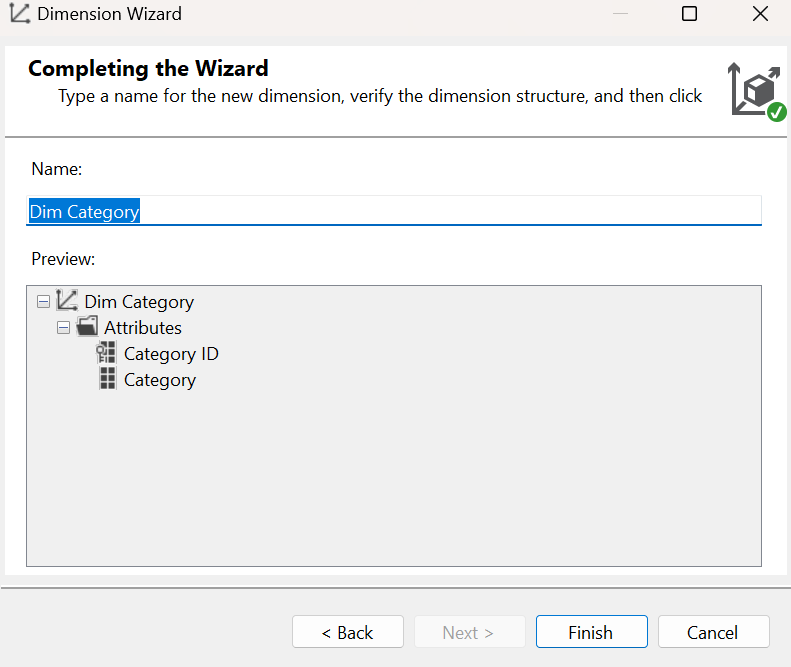 Dimension Wizard
Completing the Wizard
Type a name for the new dimension, verify the dimension structure, and then click
Name:
Dim Category
Preview:
Dim Category
Attributes
Category ID
Category
< Back
Next >
Finish
Cancel